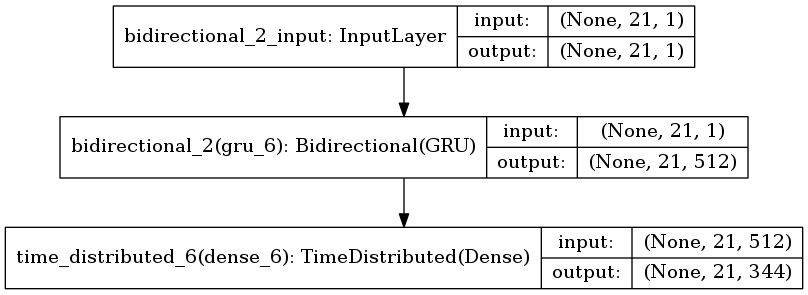 bidirectional_2_input: InputLayer
input:
(None, 21, 1)
output:
(None, 21, 1)
bidirectional_2(gru_6): Bidirectional(GRU)
input:
(None, 21, 1)
output:
(None, 21, 512)
time_distributed_6(dense_6): TimeDistributed(Dense)
input:
(None, 21, 512)
output:
(None, 21, 344)